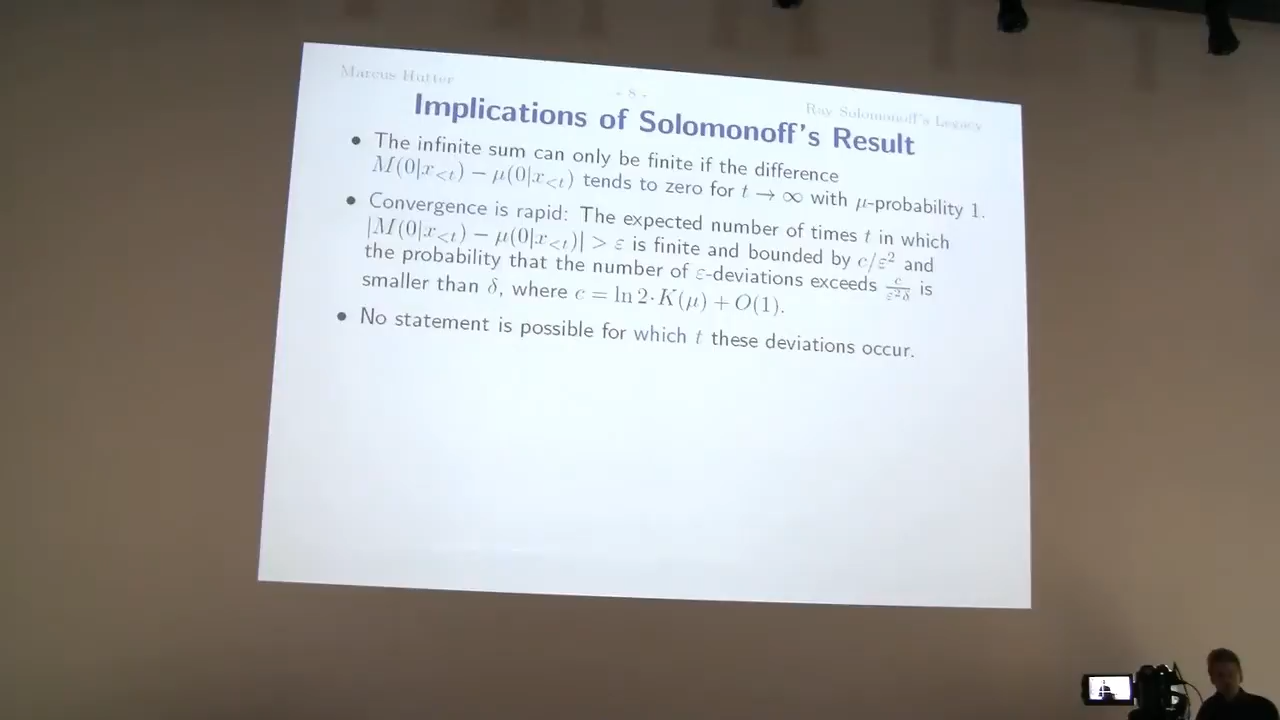 Marcus Hutter
- 8 -
Ray Solomonoff's Legacy
Implications of Solomonoff's Result
• The infinite sum can only be finite if the difference
M(0|x<t) − μ(0|x<t) tends to zero for t → ∞ with μ-probability 1.
• Convergence is rapid: The expected number of times t in which
|M(0|x<t) − μ(0|x<t)| > ε is finite and bounded by c/ε² and
the probability that the number of ε-deviations exceeds c/ε²δ is
smaller than δ, where c = ln 2·K(μ) + O(1).
• No statement is possible for which t these deviations occur.